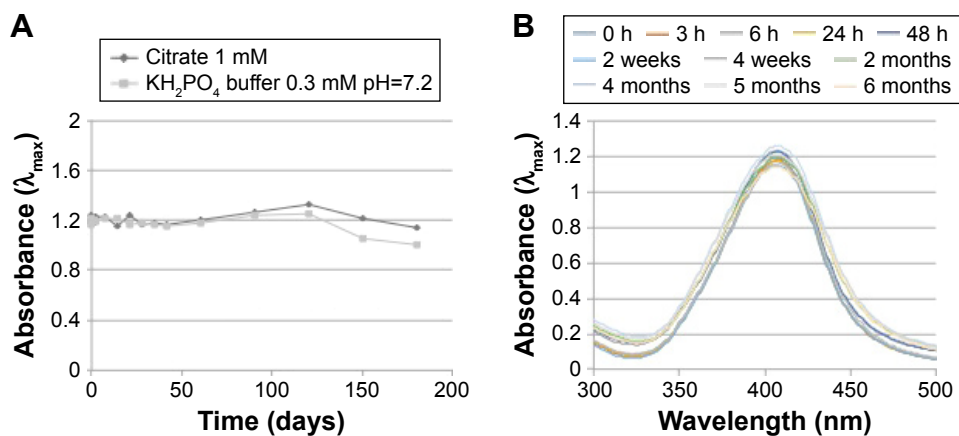 A
Citrate 1 mM
KH₂PO₄ buffer 0.3 mM pH=7.2
Absorbance (λmax)
2
1.6
1.2
0.8
0.4
0
0 50 100 150 200
Time (days)
B
0 h 3 h 6 h 24 h 48 h
2 weeks 4 weeks 2 months
4 months 5 months 6 months
Absorbance (λmax)
1.4
1.2
1
0.8
0.6
0.4
0.2
0
300 350 400 450 500
Wavelength (nm)